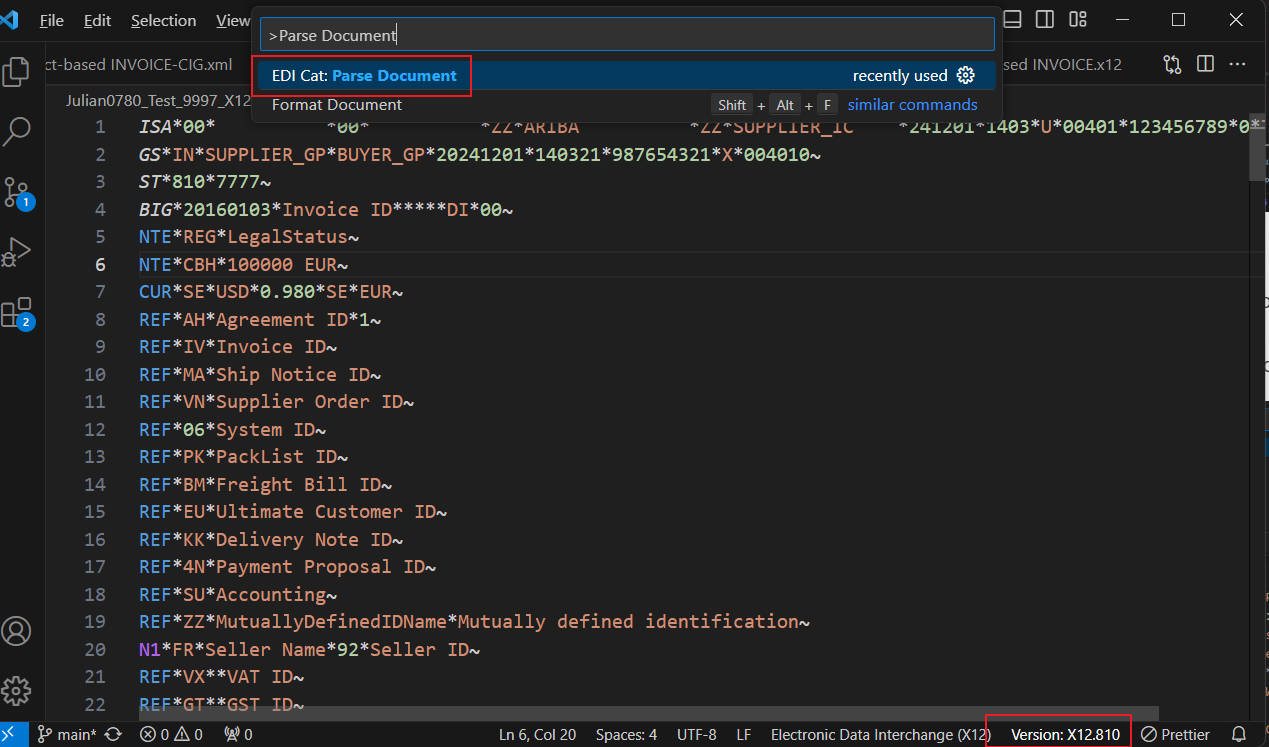 File Edit Selection View
>Parse Document
ct-based INVOICE-CIG.xml
sed INVOICE.x12
EDI Cat: Parse Document recently used
Format Document Shift + Alt + F similar commands
Julian0780_Test_9997_X12
1 ISA*00* *00* *ZZ*ARIBA *ZZ*SUPPLIER_IC *241201*1403*U*00401*123456789*0*
2 GS*IN*SUPPLIER_GP*BUYER_GP*20241201*140321*987654321*X*004010~
3 ST*810*7777~
4 BIG*20160103*Invoice ID*****DI*00~
5 NTE*REG*LegalStatus~
6 NTE*CBH*100000 EUR~
7 CUR*SE*USD*0.980*SE*EUR~
8 REF*AH*Agreement ID*1~
9 REF*IV*Invoice ID~
10 REF*MA*Ship Notice ID~
11 REF*VN*Supplier Order ID~
12 REF*06*System ID~
13 REF*PK*PackList ID~
14 REF*BM*Freight Bill ID~
15 REF*EU*Ultimate Customer ID~
16 REF*KK*Delivery Note ID~
17 REF*4N*Payment Proposal ID~
18 REF*SU*Accounting~
19 REF*ZZ*MutuallyDefinedIDName*Mutually defined identification~
20 N1*FR*Seller Name*92*Seller ID~
21 REF*VX**VAT ID~
22 REF*GT**GST ID~
1
2
main* 0 0 0 Ln 6, Col 20 Spaces: 4 UTF-8 LF Electronic Data Interchange (X12) Version: X12.810 Prettier